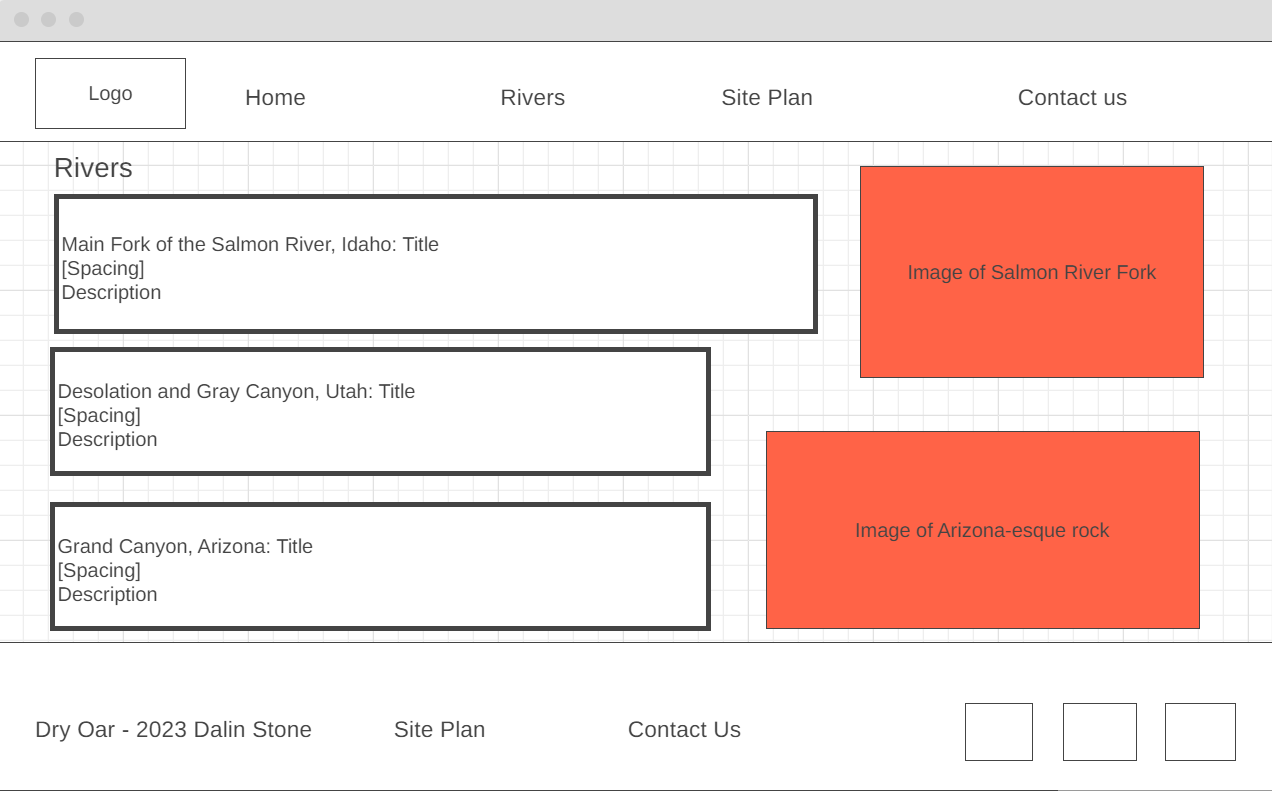 Logo
Home
Rivers
Site Plan
Contact us
Rivers
Main Fork of the Salmon River, Idaho: Title
[Spacing]
Description
Image of Salmon River Fork
Desolation and Gray Canyon, Utah: Title
[Spacing]
Description
Grand Canyon, Arizona: Title
[Spacing]
Description
Image of Arizona-esque rock
Dry Oar - 2023 Dalin Stone
Site Plan
Contact Us